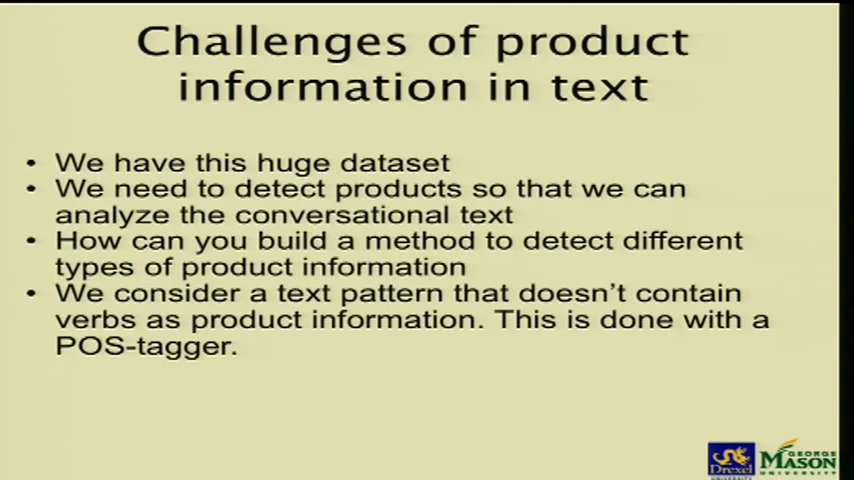 Challenges of product
information in text
• We have this huge dataset
• We need to detect products so that we can
analyze the conversational text
• How can you build a method to detect different
types of product information
• We consider a text pattern that doesn't contain
verbs as product information. This is done with a
POS-tagger.
Drexel
UNIVERSITY
GEORGE
MASON
UNIVERSITY